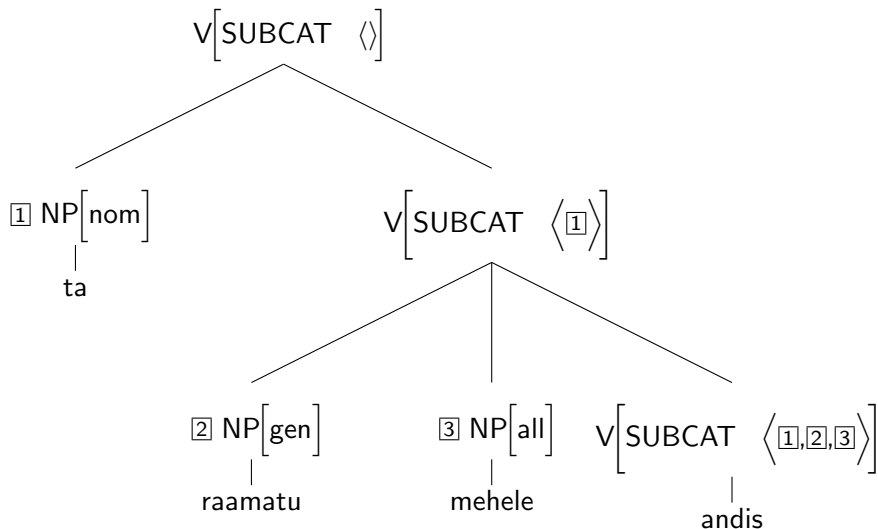 V[SUBCAT ⟨⟩]
1 NP[nom] V[SUBCAT ⟨1⟩]
ta
2 NP[gen] 3 NP[all] V[SUBCAT ⟨1,2,3⟩]
raamatu mehele andis